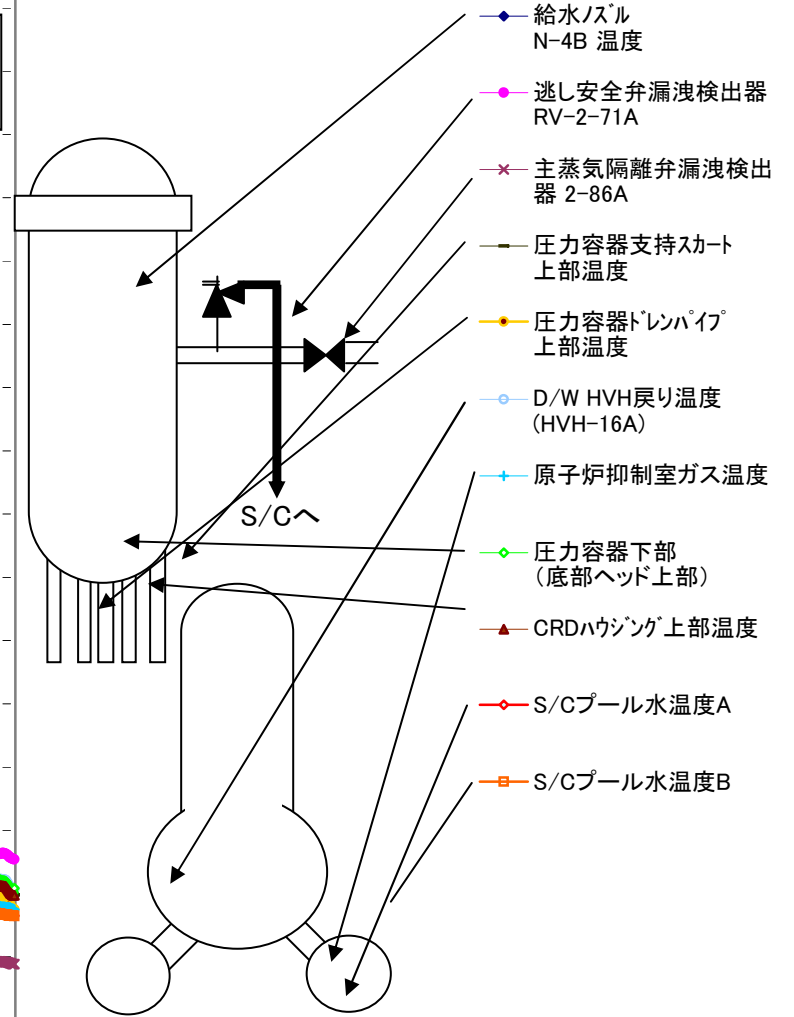 給水ﾉｽﾞﾙ
N-4B 温度
逃し安全弁漏洩検出器
RV-2-71A
主蒸気隔離弁漏洩検出
器 2-86A
圧力容器支持ｽｶｰﾄ
上部温度
圧力容器ﾄﾞﾚﾝﾊﾟｲﾌﾟ
上部温度
D/W HVH戻り温度
(HVH-16A)
原子炉抑制室ガス温度
S/Cへ
圧力容器下部
（底部ヘッド上部）
CRDﾊｳｼﾞﾝｸﾞ上部温度
S/Cプール水温度A
S/Cプール水温度B